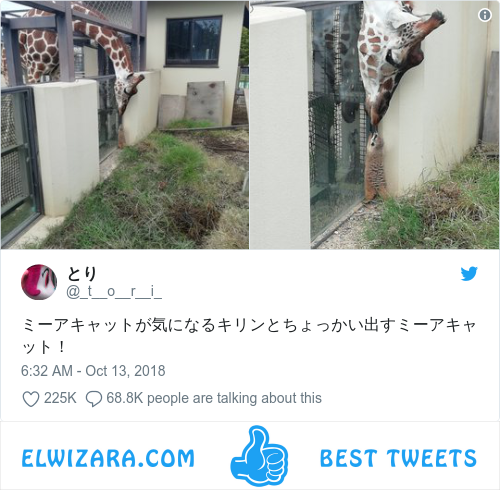 とり
@_t__o__r__i_
ミーアキャットが気になるキリンとちょっかい出すミーアキャ
ット！
6:32 AM - Oct 13, 2018
225K 68.8K people are talking about this
ELWIZARA.COM BEST TWEETS